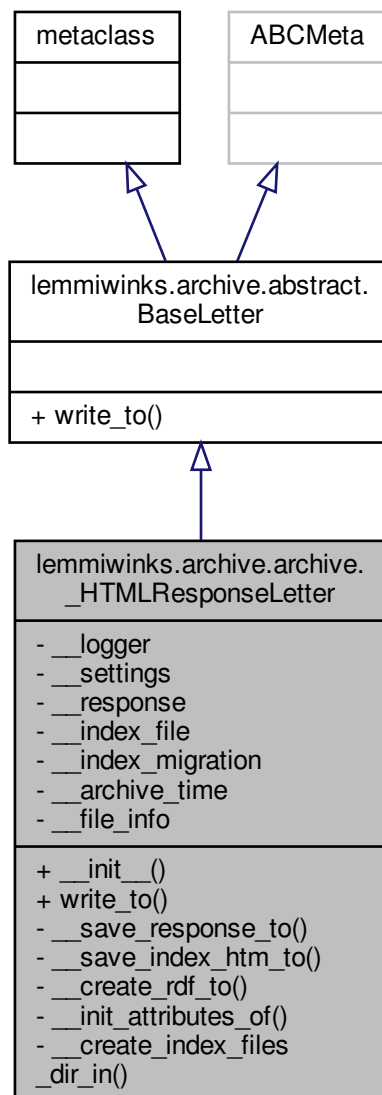 metaclass
ABCMeta
lemmiwinks.archive.abstract.
BaseLetter
+ write_to()
lemmiwinks.archive.archive.
_HTMLResponseLetter
- __logger
- __settings
- __response
- __index_file
- __index_migration
- __archive_time
- __file_info
+ __init__()
+ write_to()
- __save_response_to()
- __save_index_htm_to()
- __create_rdf_to()
- __init_attributes_of()
- __create_index_files
_dir_in()